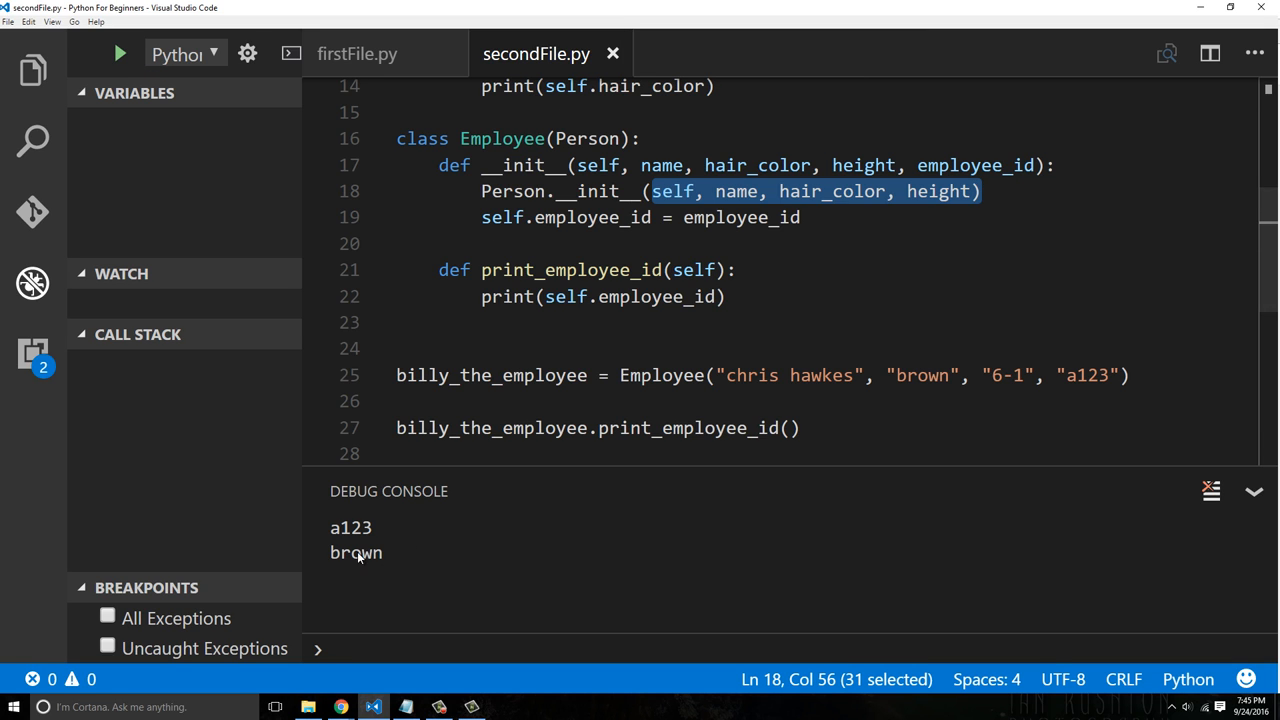 secondFile.py - Python For Beginners - Visual Studio Code
File Edit View Go Help
Pythor
firstFile.py
secondFile.py
VARIABLES
WATCH
CALL STACK
2
BREAKPOINTS
All Exceptions
Uncaught Exceptions
14 print(self.hair_color)
15
16 class Employee(Person):
17 def __init__(self, name, hair_color, height, employee_id):
18 Person.__init__(self, name, hair_color, height)
19 self.employee_id = employee_id
20
21 def print_employee_id(self):
22 print(self.employee_id)
23
24
25 billy_the_employee = Employee("chris hawkes", "brown", "6-1", "a123")
26
27 billy_the_employee.print_employee_id()
28
DEBUG CONSOLE
a123
brown
0 0
Ln 18, Col 56 (31 selected) Spaces: 4 UTF-8 CRLF Python
I'm Cortana. Ask me anything.
7:45 PM
9/24/2016